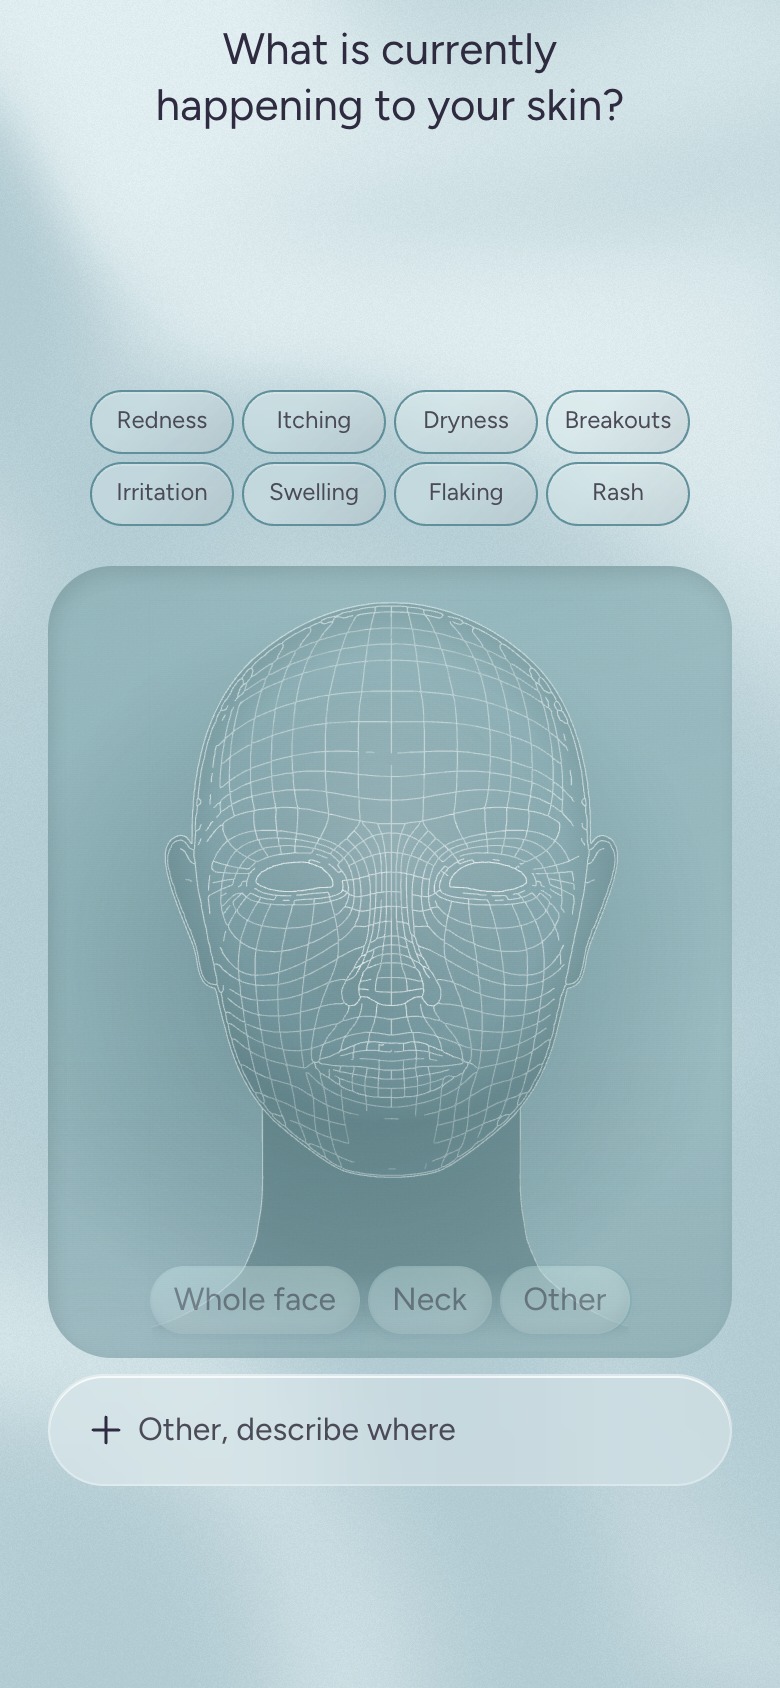 What is currently
happening to your skin?
Redness Itching Dryness Breakouts
Irritation Swelling Flaking Rash
Whole face Neck Other
Other, describe where